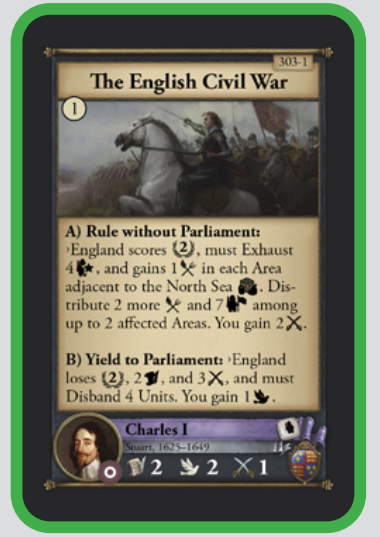 303-1
The English Civil War
1
A) Rule without Parliament:
›England scores (2), must Exhaust
4, and gains 1 in each Area
adjacent to the North Sea. Dis-
tribute 2 more and 7 among
up to 2 affected Areas. You gain 2.
B) Yield to Parliament: ›England
loses (2), 2, and 3, and must
Disband 4 Units. You gain 1.
Charles I
Stuart, 1625–1649
2 2 1